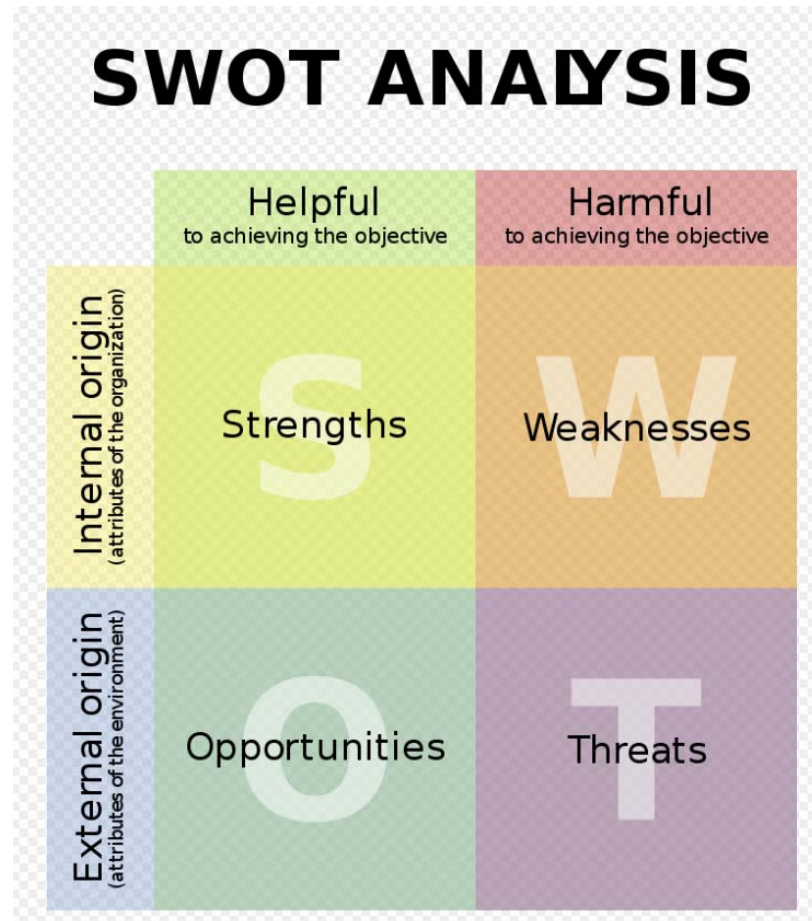 SWOT ANALYSIS
Helpful
to achieving the objective
Harmful
to achieving the objective
Internal origin
(attributes of the organization)
S
Strengths
W
Weaknesses
External origin
(attributes of the environment)
O
Opportunities
T
Threats